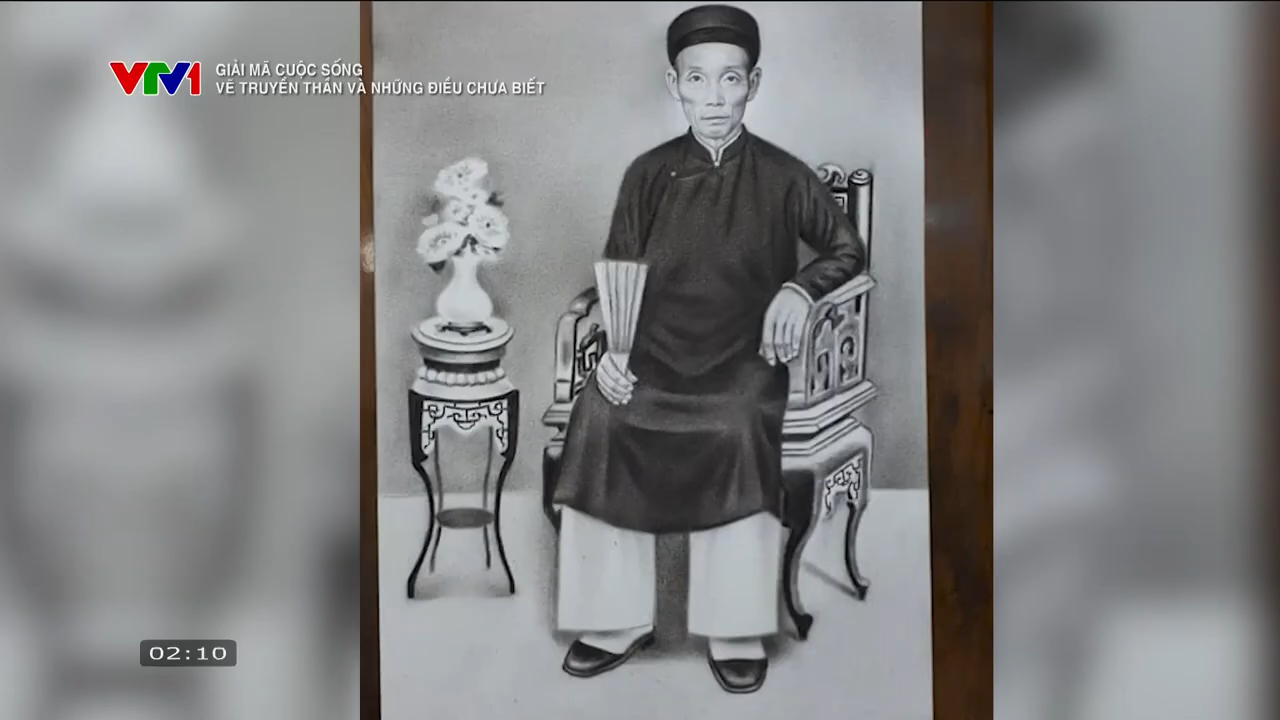 VTV1
GIẢI MÃ CUỘC SỐNG
VẼ TRUYỀN THẦN VÀ NHỮNG ĐIỀU CHƯA BIẾT
02:10